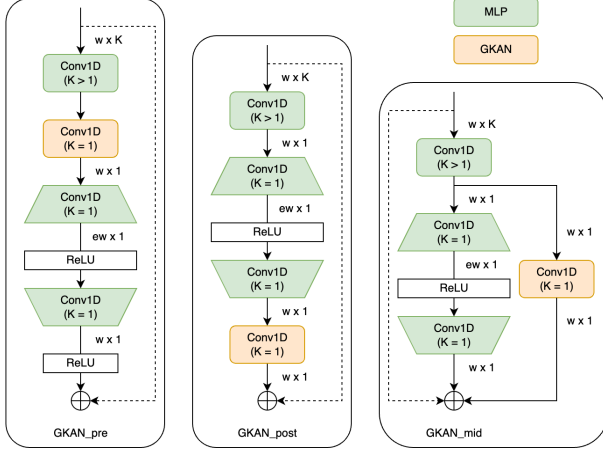 MLP
GKAN
w x K
Conv1D
(K > 1)
Conv1D
(K = 1)
w x 1
Conv1D
(K = 1)
ew x 1
ReLU
Conv1D
(K = 1)
w x 1
ReLU
GKAN_pre
w x K
Conv1D
(K > 1)
w x 1
Conv1D
(K = 1)
ew x 1
ReLU
Conv1D
(K = 1)
w x 1
Conv1D
(K = 1)
w x 1
GKAN_post
w x K
Conv1D
(K > 1)
w x 1
Conv1D
(K = 1)
ew x 1
ReLU
Conv1D
(K = 1)
w x 1
w x 1
Conv1D
(K = 1)
w x 1
GKAN_mid